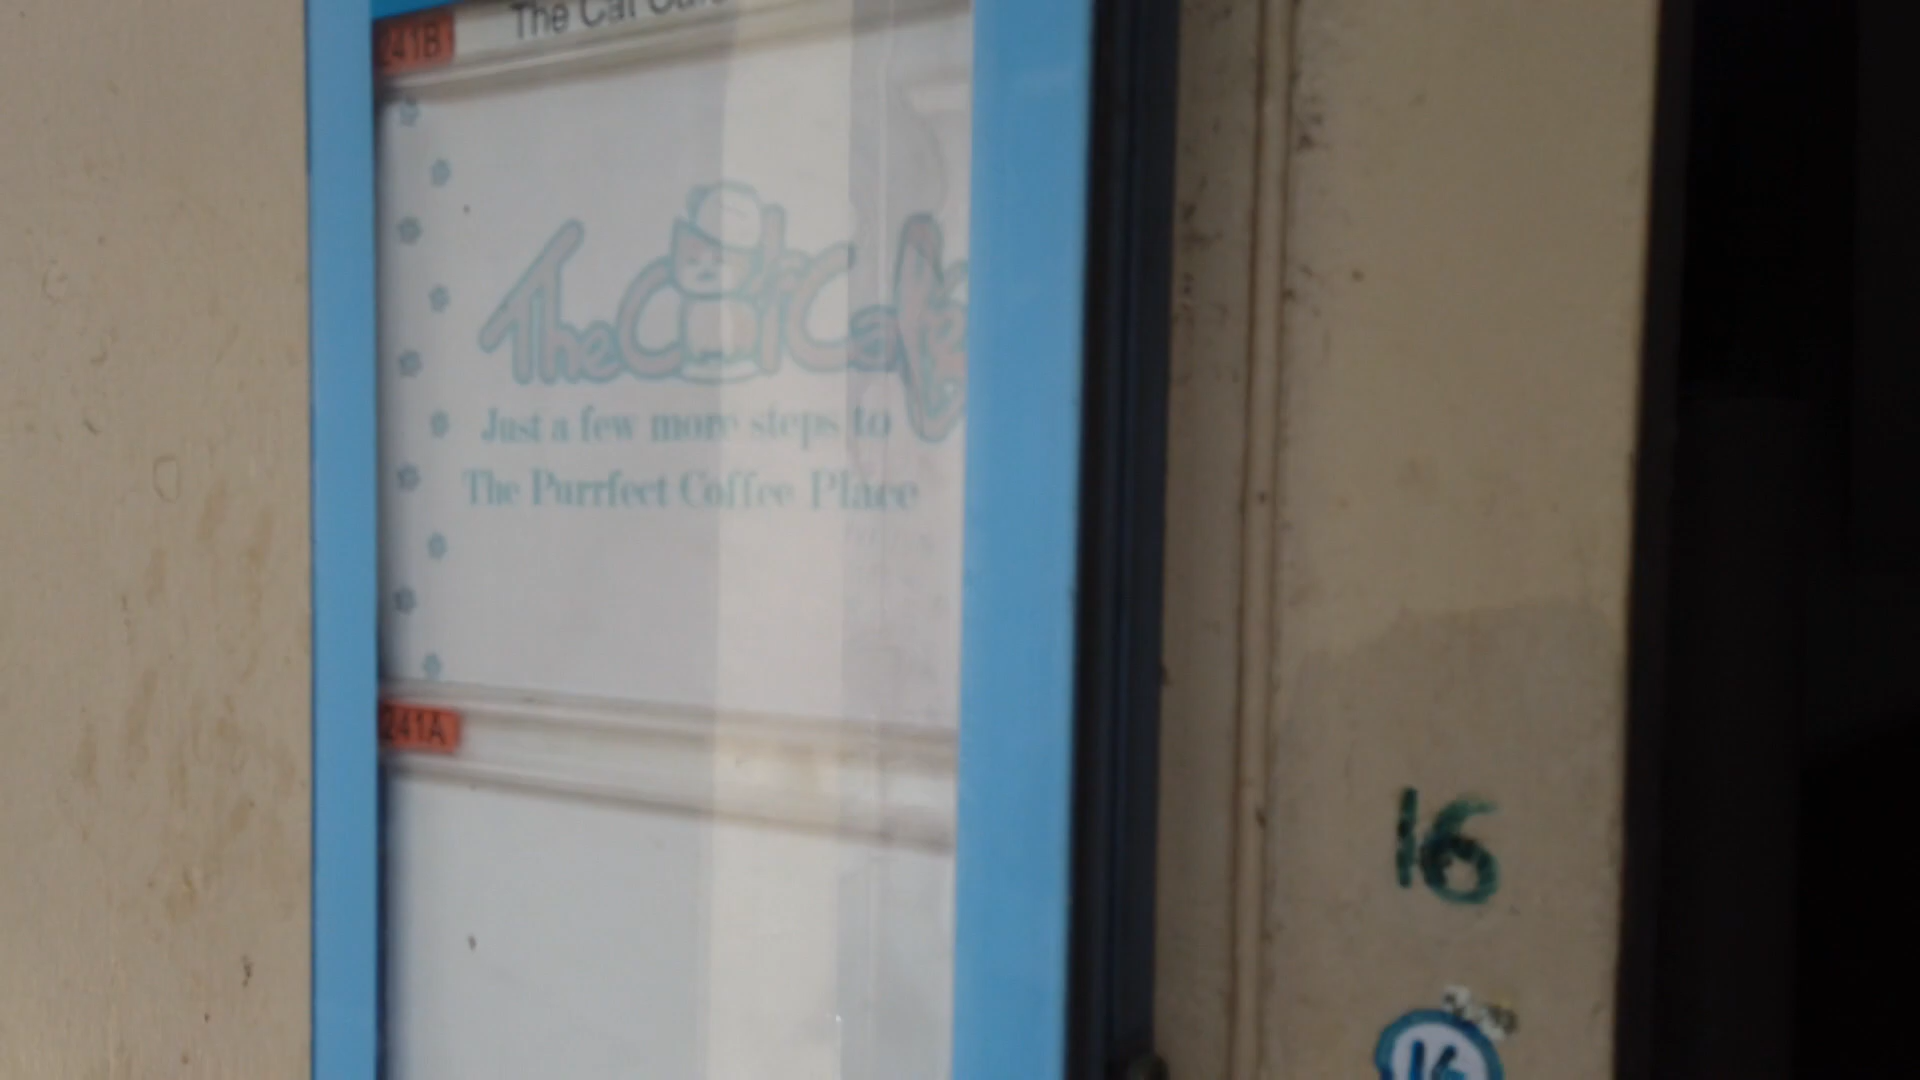 241B
The Cat Cafe
The Cat Cafe
Just a few more steps to
The Purrfect Coffee Place
241A
16
16